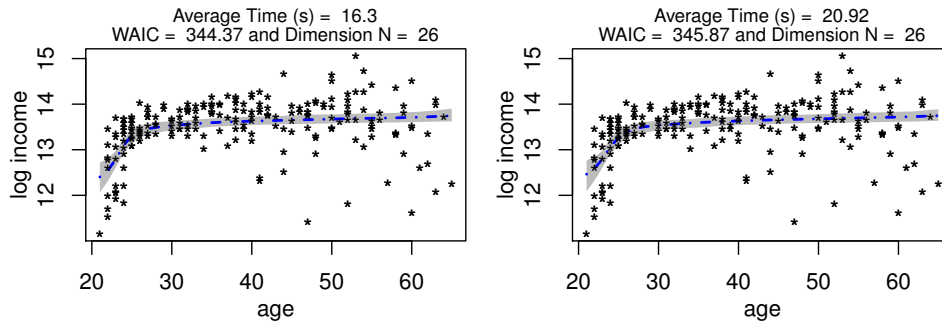 Average Time (s) = 16.3
WAIC = 344.37 and Dimension N = 26
log income
15
14
13
12
20 30 40 50 60
age
Average Time (s) = 20.92
WAIC = 345.87 and Dimension N = 26
log income
15
14
13
12
20 30 40 50 60
age